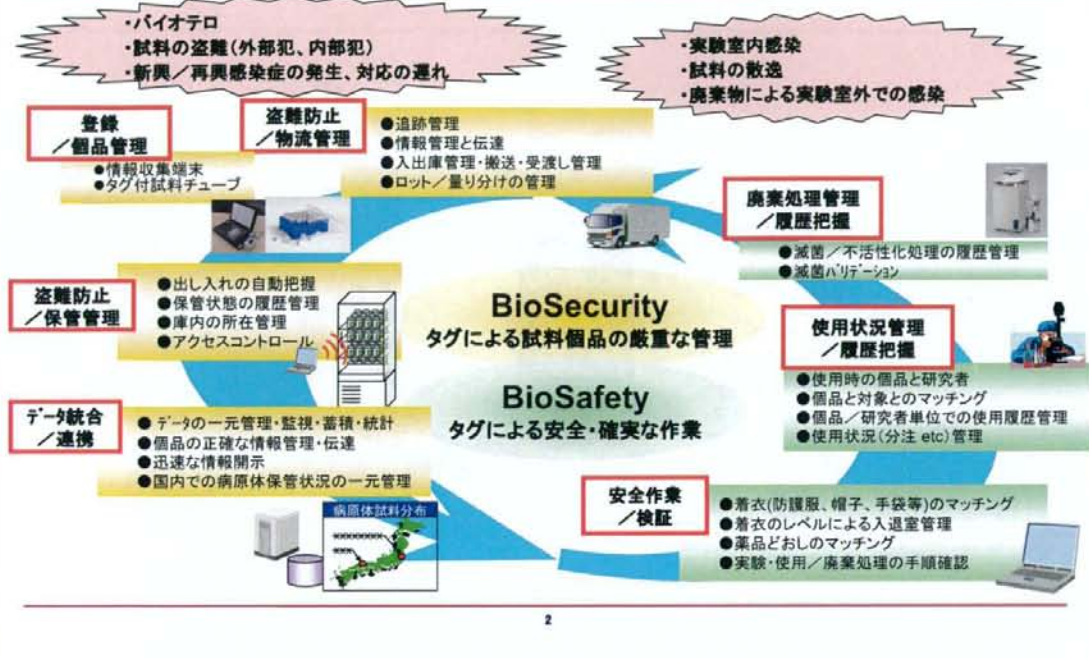 ・バイオテロ
・試料の盗難(外部犯、内部犯)
・新興／再興感染症の発生、対応の遅れ
・実験室内感染
・試料の散逸
・廃棄物による実験室外での感染
登録
／個品管理
●情報収集端末
●タグ付試料チューブ
盗難防止
／物流管理
●追跡管理
●情報管理と伝達
●入出庫管理・搬送・受渡し管理
●ロット／量り分けの管理
廃棄処理管理
／履歴把握
●滅菌／不活性化処理の履歴管理
●滅菌ﾊﾞﾘﾃﾞｰｼｮﾝ
盗難防止
／保管管理
●出し入れの自動把握
●保管状態の履歴管理
●庫内の所在管理
●アクセスコントロール
BioSecurity
タグによる試料個品の厳重な管理
BioSafety
タグによる安全・確実な作業
使用状況管理
／履歴把握
●使用時の個品と研究者
●個品と対象とのマッチング
●個品／研究者単位での使用履歴管理
●使用状況(分注 etc)管理
ﾃﾞｰﾀ統合
／連携
● ﾃﾞｰﾀの一元管理・監視・蓄積・統計
●個品の正確な情報管理・伝達
●迅速な情報開示
●国内での病原体保管状況の一元管理
病原体試料分布
安全作業
／検証
●着衣(防護服、帽子、手袋等)のマッチング
●着衣のレベルによる入退室管理
●薬品どおしのマッチング
●実験・使用／廃棄処理の手順確認
2